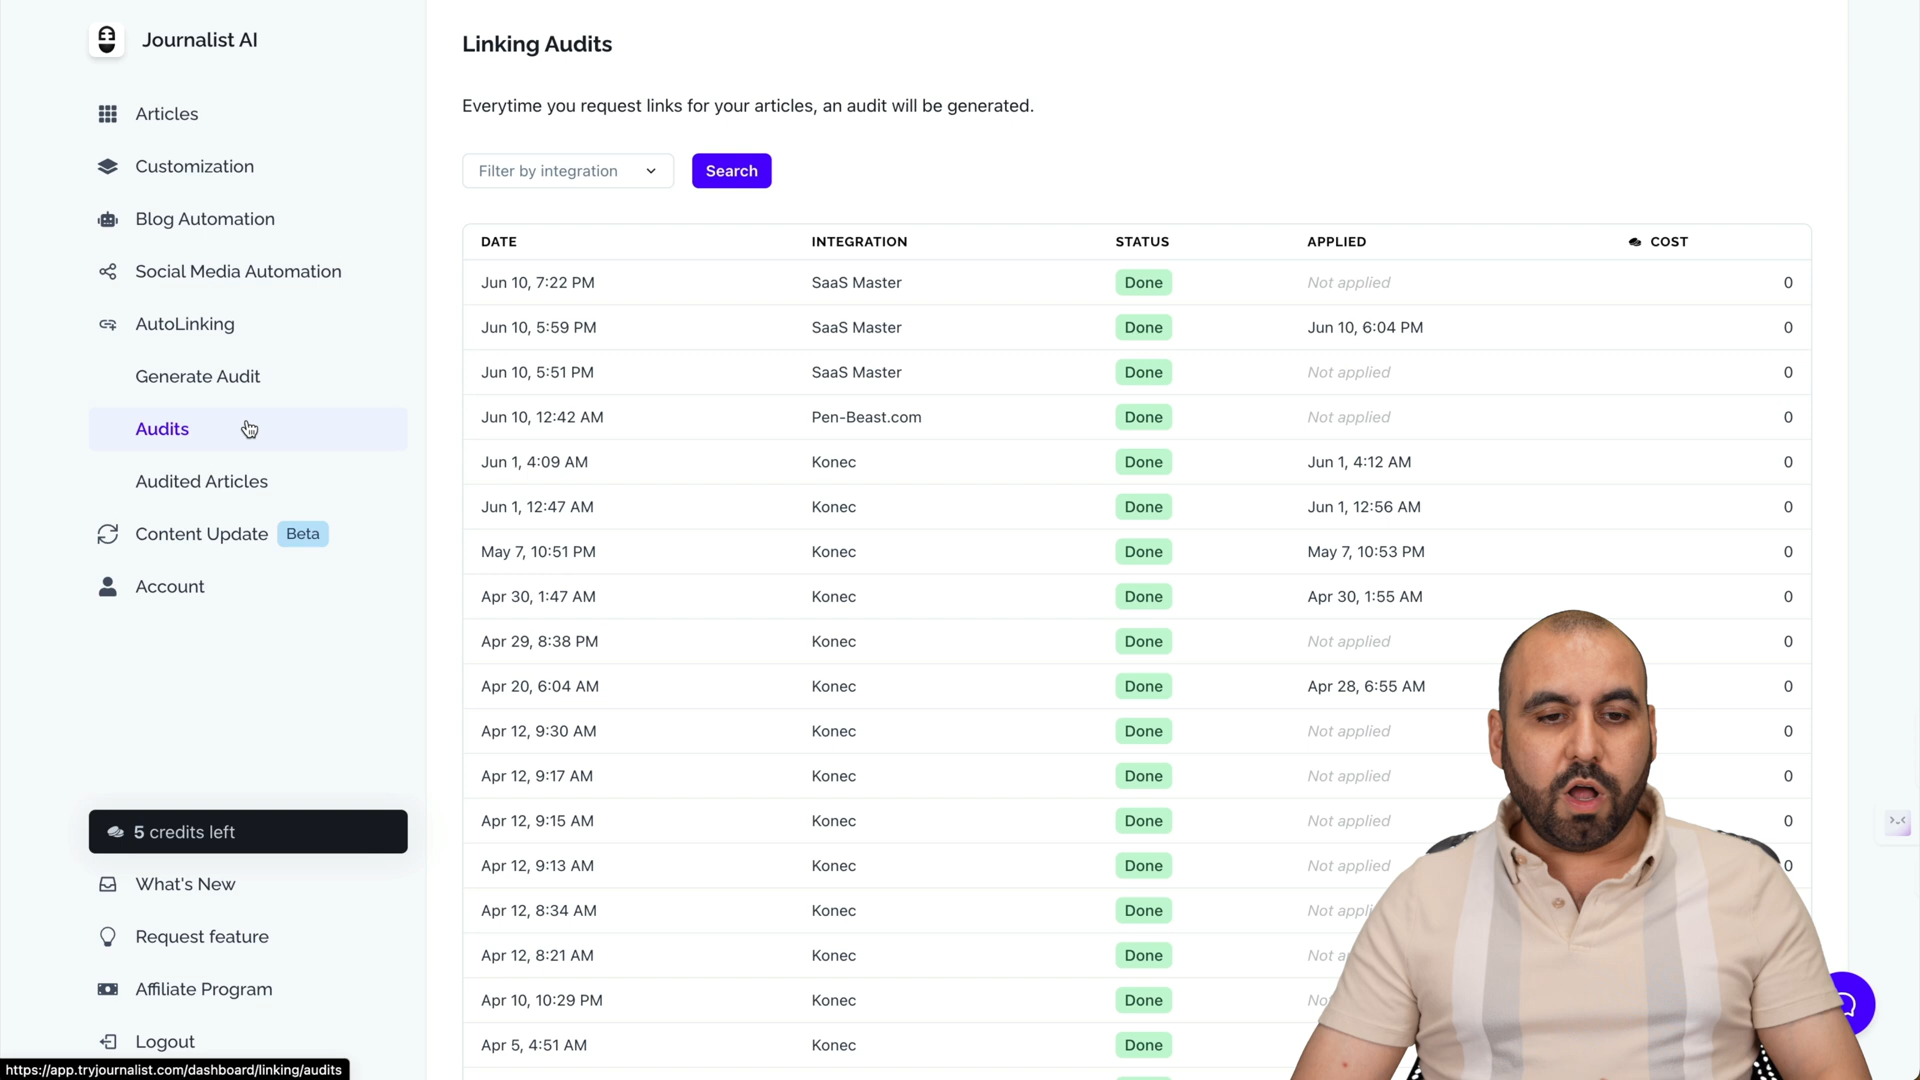 Journalist AI
Articles
Customization
Blog Automation
Social Media Automation
AutoLinking
Generate Audit
Audits
Audited Articles
Content Update Beta
Account
5 credits left
What's New
Request feature
Affiliate Program
Logout
https://app.tryjournalist.com/dashboard/linking/audits
Linking Audits
Everytime you request links for your articles, an audit will be generated.
Filter by integration Search
DATE INTEGRATION STATUS APPLIED COST
Jun 10, 7:22 PM SaaS Master Done Not applied 0
Jun 10, 5:59 PM SaaS Master Done Jun 10, 6:04 PM 0
Jun 10, 5:51 PM SaaS Master Done Not applied 0
Jun 10, 12:42 AM Pen-Beast.com Done Not applied 0
Jun 1, 4:09 AM Konec Done Jun 1, 4:12 AM 0
Jun 1, 12:47 AM Konec Done Jun 1, 12:56 AM 0
May 7, 10:51 PM Konec Done May 7, 10:53 PM 0
Apr 30, 1:47 AM Konec Done Apr 30, 1:55 AM 0
Apr 29, 8:38 PM Konec Done Not applied 0
Apr 20, 6:04 AM Konec Done Apr 28, 6:55 AM 0
Apr 12, 9:30 AM Konec Done Not applied 0
Apr 12, 9:17 AM Konec Done Not applied 0
Apr 12, 9:15 AM Konec Done Not applied 0
Apr 12, 9:13 AM Konec Done Not applied 0
Apr 12, 8:34 AM Konec Done Not
Apr 12, 8:21 AM Konec Done Not
Apr 10, 10:29 PM Konec Done
Apr 5, 4:51 AM Konec Done